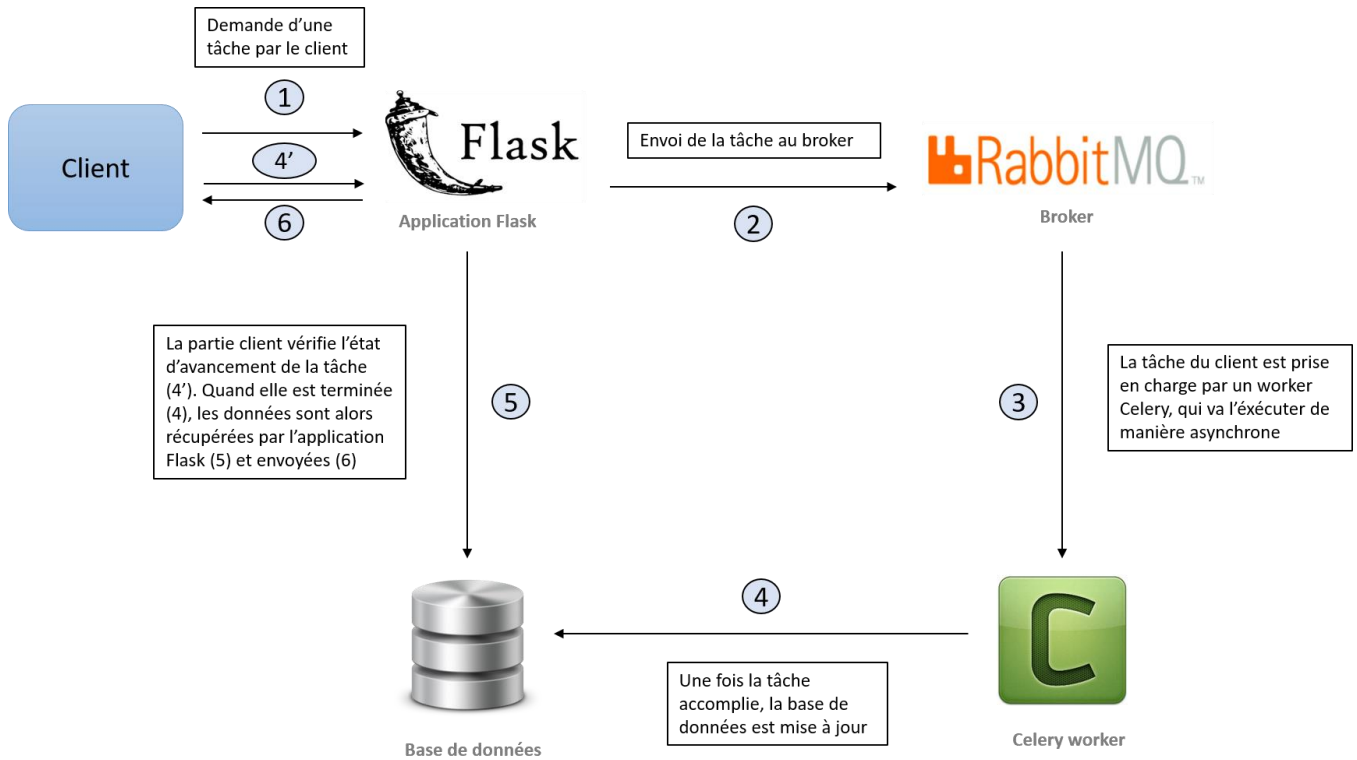 Demande d’une
tâche par le client
1
Client
4’
6
Flask
Application Flask
Envoi de la tâche au broker
2
RabbitMQ™
Broker
La partie client vérifie l’état
d’avancement de la tâche
(4’). Quand elle est terminée
(4), les données sont alors
récupérées par l’application
Flask (5) et envoyées (6)
5
3
La tâche du client est prise
en charge par un worker
Celery, qui va l’éxécuter de
manière asynchrone
4
Une fois la tâche
accomplie, la base de
données est mise à jour
Base de données
C
Celery worker